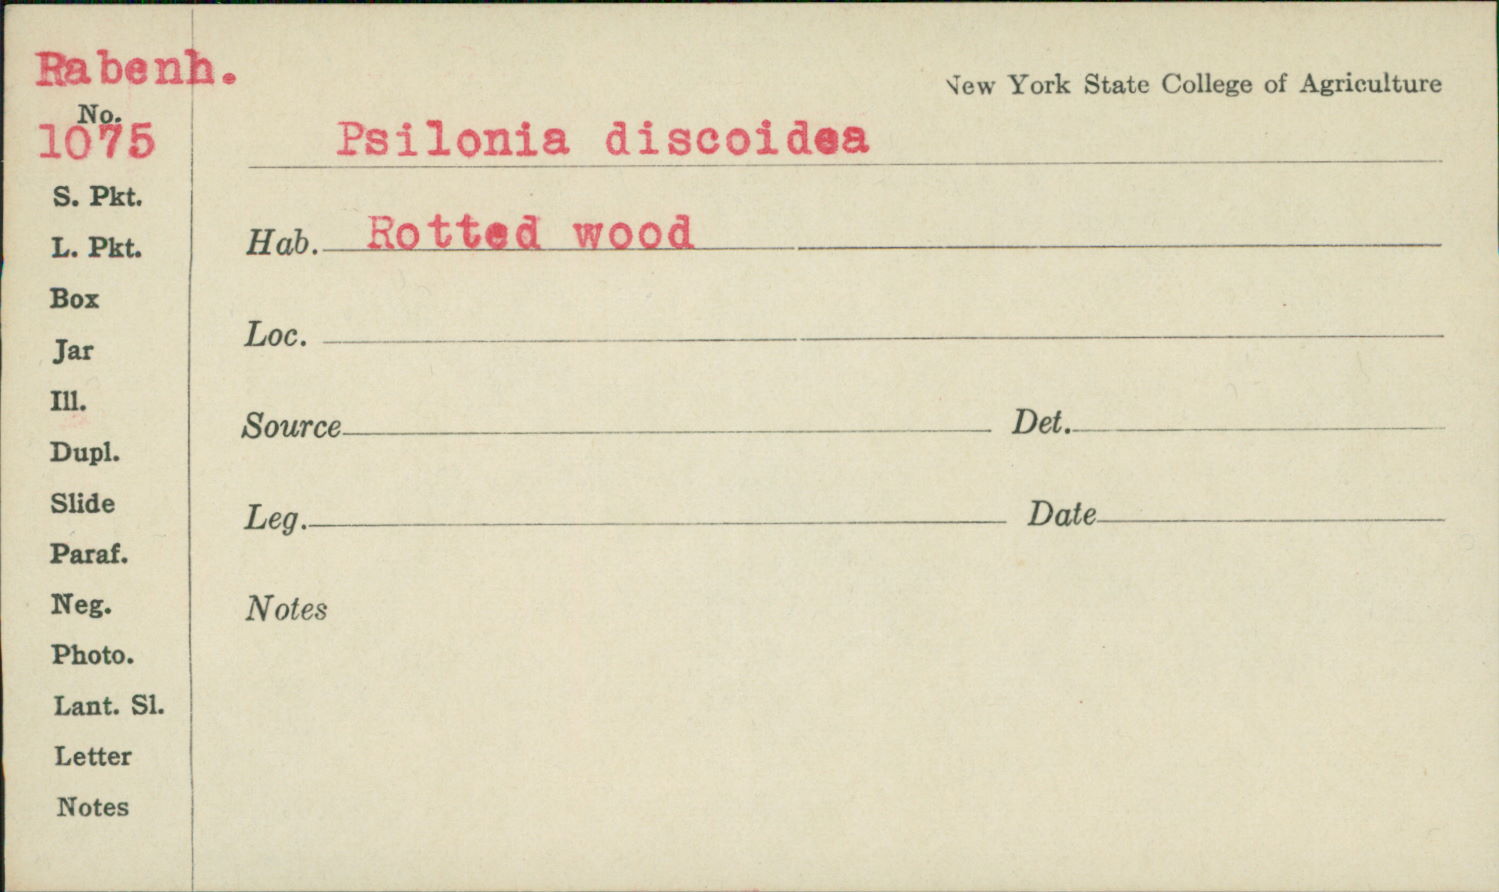 Rabenh.
New York State College of Agriculture
No.
1075
Psilonia discoidea
S. Pkt.
Hab. Rotted wood
L. Pkt.
Box
Loc.
Jar
Ill.
Source Det.
Dupl.
Slide
Leg. Date
Paraf.
Neg.
Notes
Photo.
Lant. Sl.
Letter
Notes